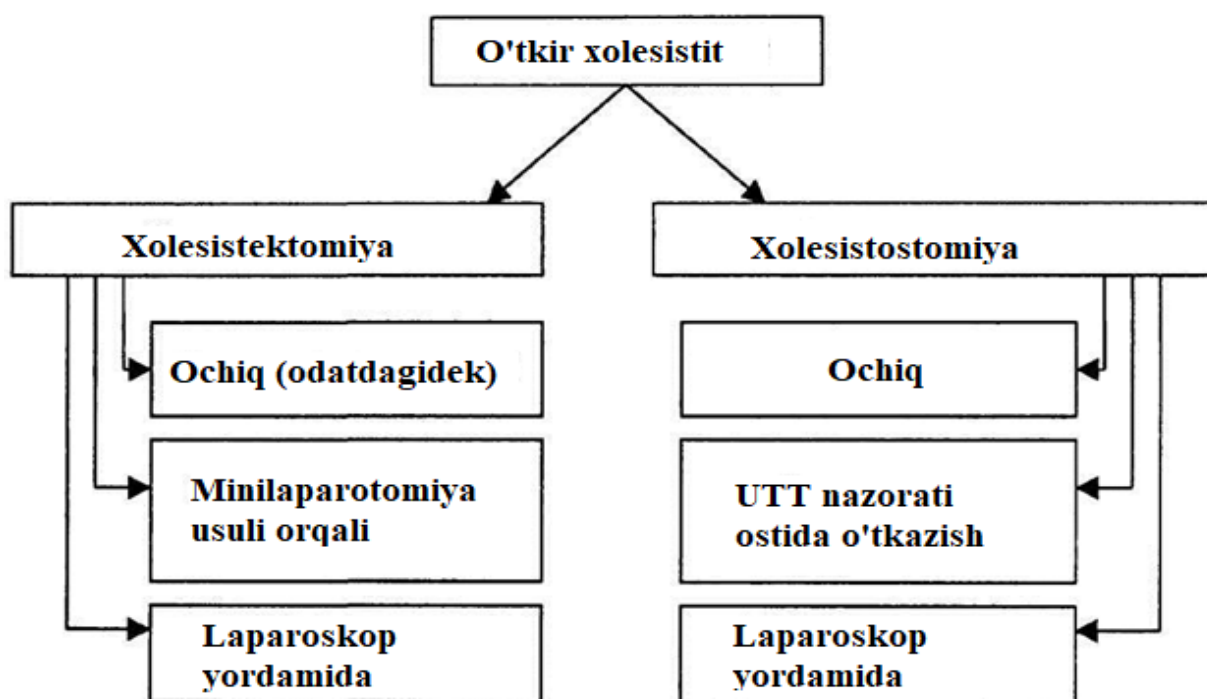 O'tkir xolesistit
Xolesistektomiya
Xolesistostomiya
Ochiq (odatdagidek)
Ochiq
Minilaparotomiya
usuli orqali
UTT nazorati
ostida o'tkazish
Laparoskop
yordamida
Laparoskop
yordamida